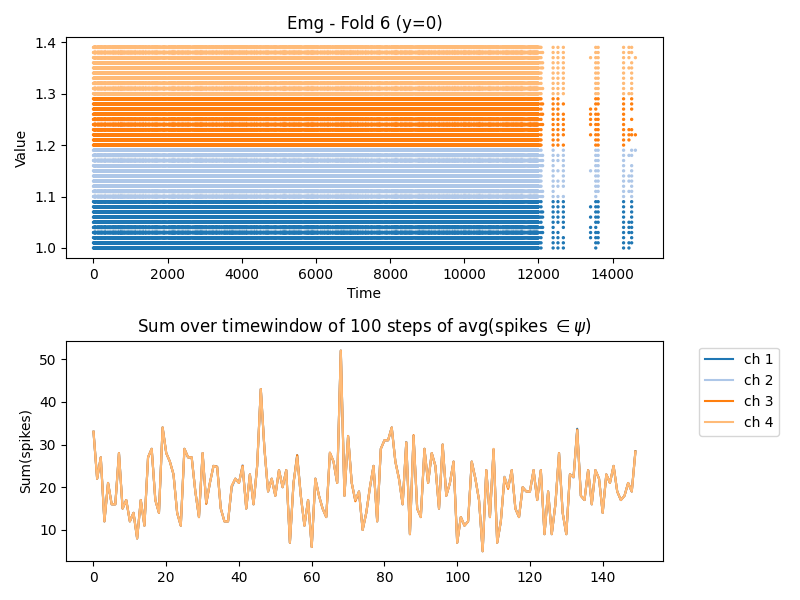 Emg - Fold 6 (y=0)
1.4
1.3
1.2
1.1
1.0
Value
0 2000 4000 6000 8000 10000 12000 14000
Time
Sum over timewindow of 100 steps of avg(spikes ∈ ψ)
50
40
30
20
10
Sum(spikes)
0 20 40 60 80 100 120 140
ch 1
ch 2
ch 3
ch 4